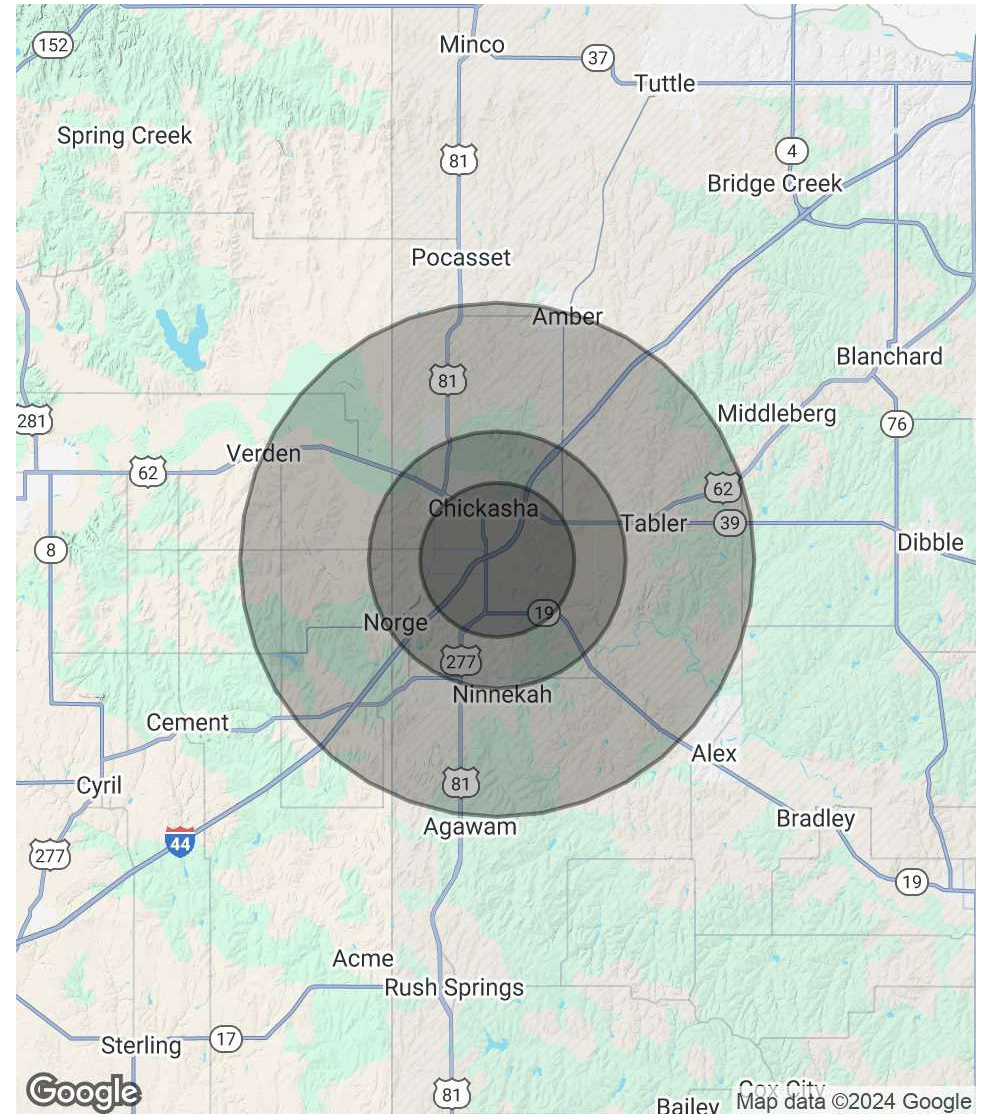 Minco
152
37
Tuttle
Spring Creek
4
81
Bridge Creek
Pocasset
Amber
Blanchard
81
Middleberg
281
76
Verden
62
62
Chickasha
Tabler
39
Dibble
8
19
Norge
277
Ninnekah
Cement
Alex
Cyril
81
Bradley
Agawam
44
277
19
Acme
Rush Springs
17
Sterling
Google
81
Cox City
Bailey
Map data ©2024 Google